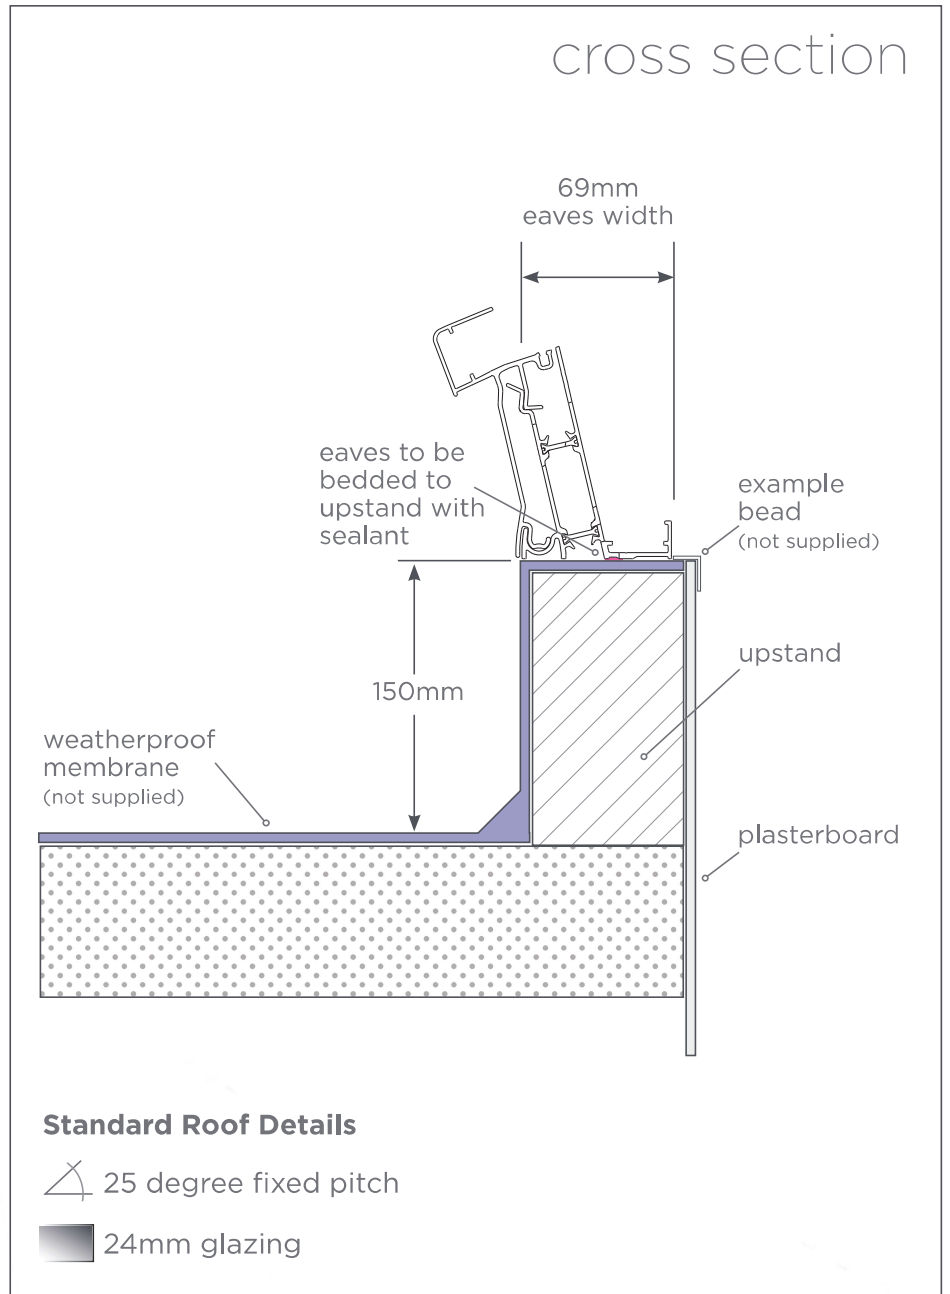 cross section
69mm
eaves width
eaves to be
bedded to
upstand with
sealant
example
bead
(not supplied)
upstand
150mm
weatherproof
membrane
(not supplied)
plasterboard
Standard Roof Details
25 degree fixed pitch
24mm glazing